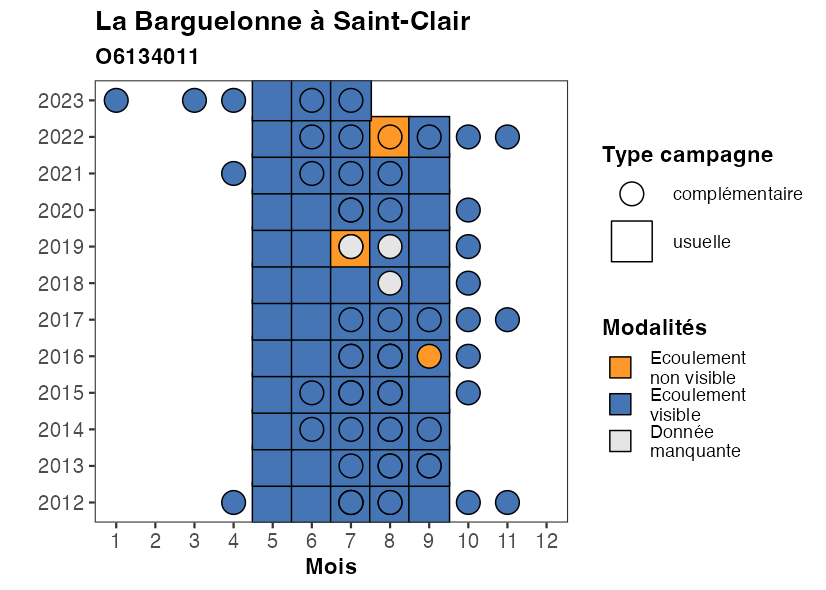 La Barguelonne à Saint-Clair
O6134011
2023
2022
2021
2020
2019
2018
2017
2016
2015
2014
2013
2012
1 2 3 4 5 6 7 8 9 10 11 12
Mois
Type campagne
complémentaire
usuelle
Modalités
Ecoulement
non visible
Ecoulement
visible
Donnée
manquante